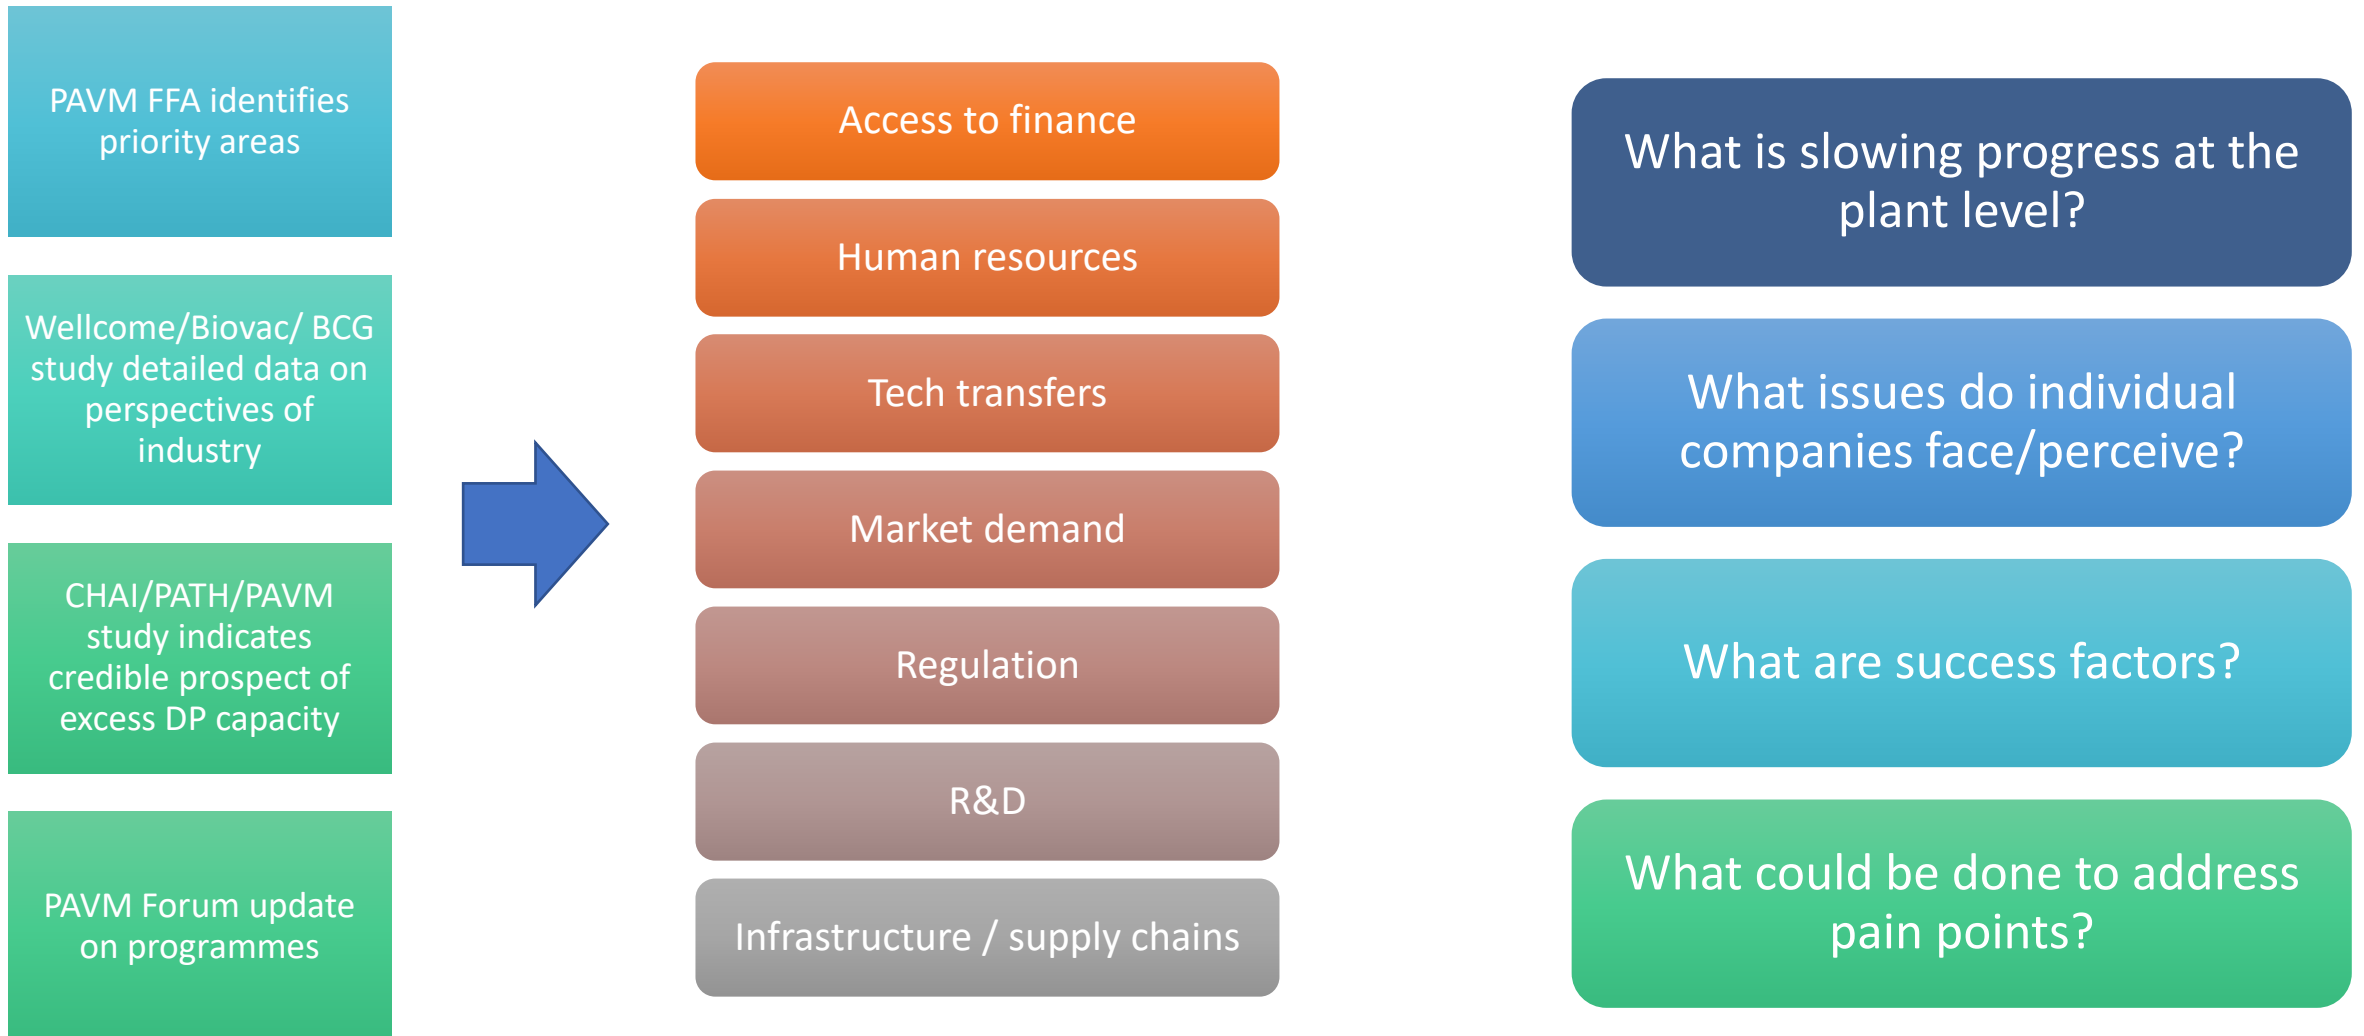 PAVM FFA identifies
priority areas
Wellcome/Biovac/ BCG
study detailed data on
perspectives of
industry
CHAI/PATH/PAVM
study indicates
credible prospect of
excess DP capacity
PAVM Forum update
on programmes
Access to finance
Human resources
Tech transfers
Market demand
Regulation
R&D
Infrastructure / supply chains
What is slowing progress at the
plant level?
What issues do individual
companies face/perceive?
What are success factors?
What could be done to address
pain points?